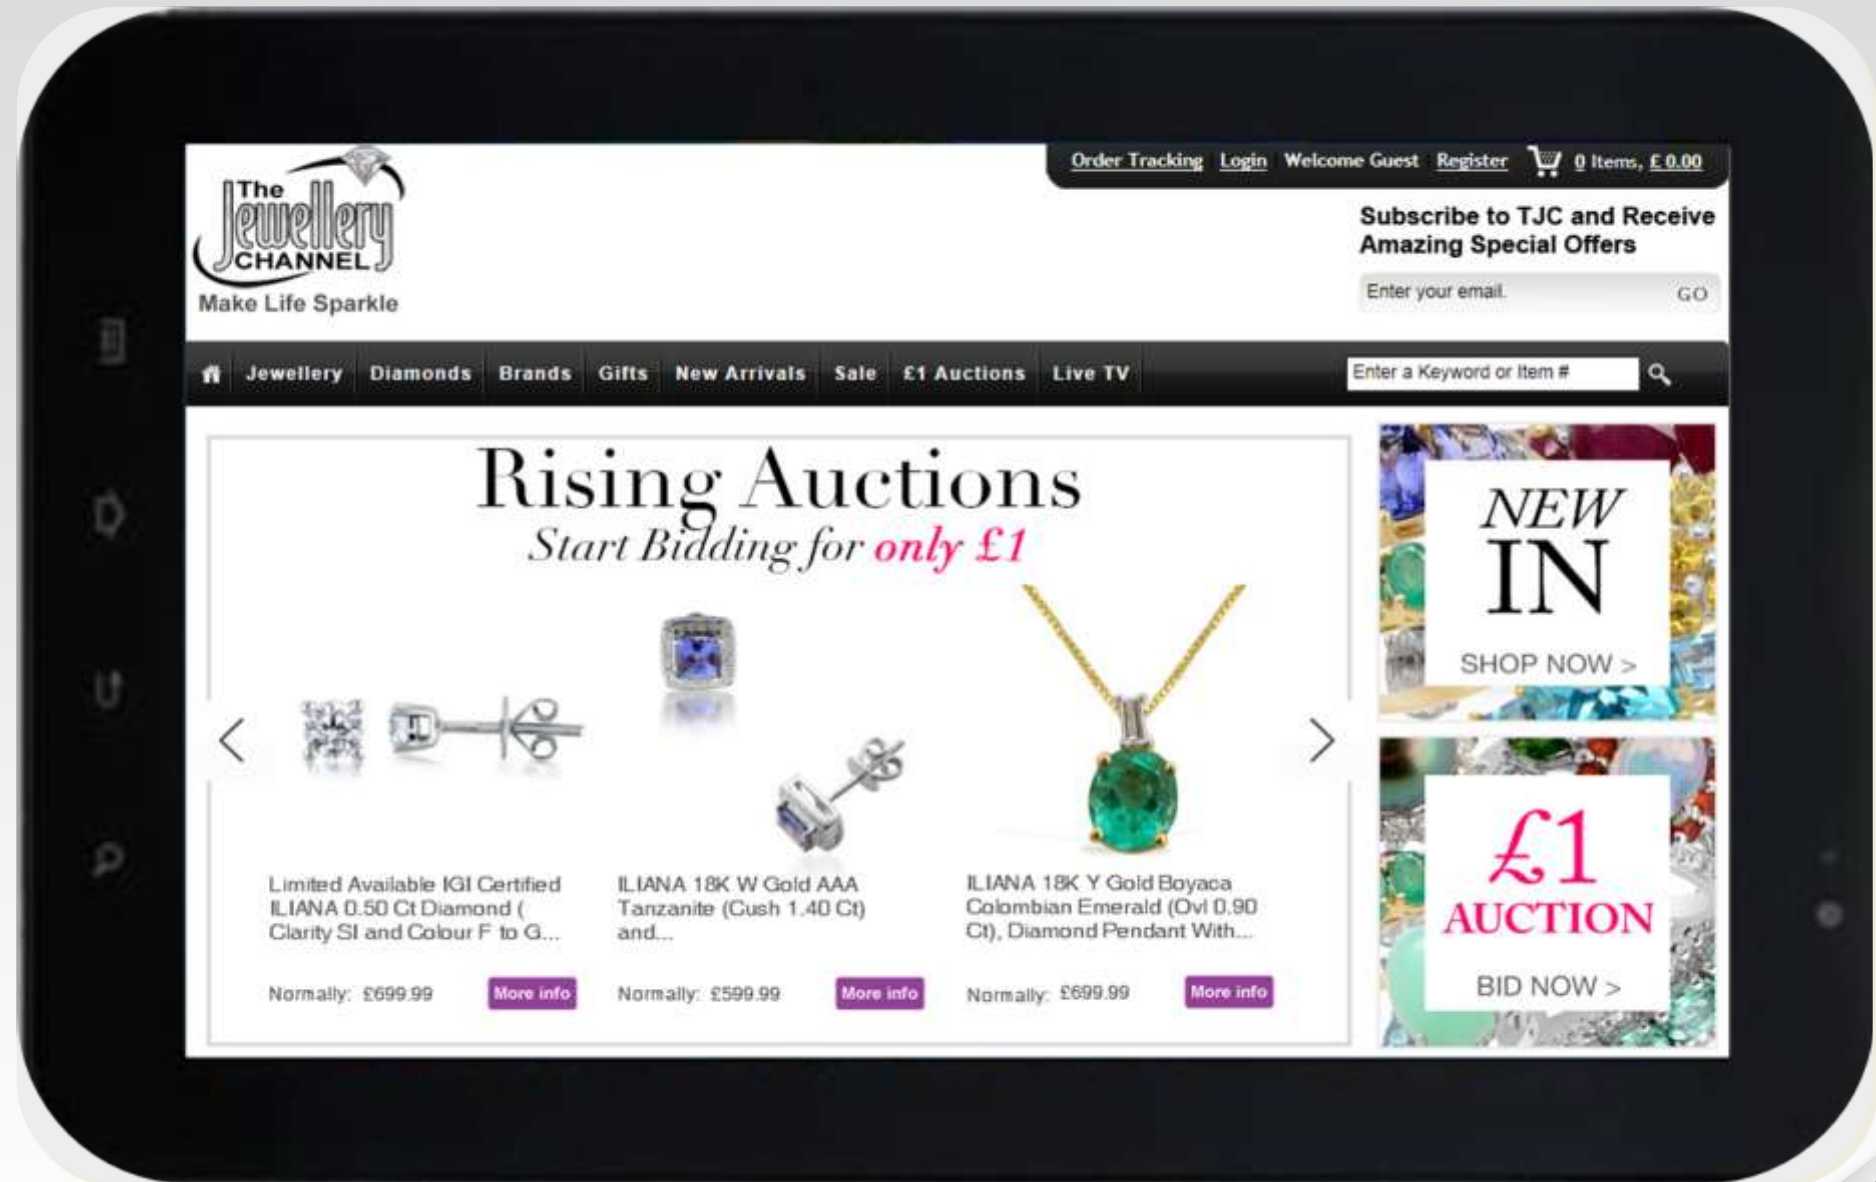 The
Jewellery
CHANNEL
Make Life Sparkle
Order Tracking Login Welcome Guest Register 0 Items, £ 0.00
Subscribe to TJC and Receive
Amazing Special Offers
Enter your email. GO
Jewellery Diamonds Brands Gifts New Arrivals Sale £1 Auctions Live TV
Enter a Keyword or Item #
Rising Auctions
Start Bidding for only £1
Limited Available IGI Certified
ILIANA 0.50 Ct Diamond (
Clarity SI and Colour F to G...
Normally: £699.99 More info
ILIANA 18K W Gold AAA
Tanzanite (Cush 1.40 Ct)
and...
Normally: £599.99 More info
ILIANA 18K Y Gold Boyaca
Colombian Emerald (Ovl 0.90
Ct), Diamond Pendant With...
Normally: £699.99 More info
NEW
IN
SHOP NOW >
£1
AUCTION
BID NOW >